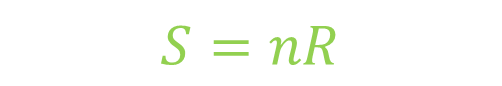 S = nR